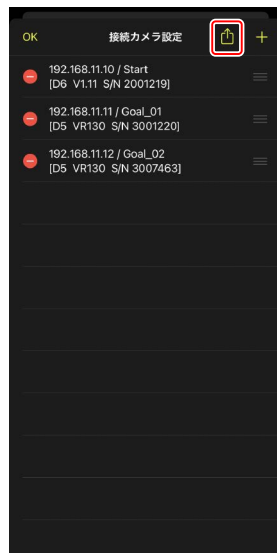 OK 接続カメラ設定 +
192.168.11.10 / Start
[D6 V1.11 S/N 2001219]
192.168.11.11 / Goal_01
[D5 VR130 S/N 3001220]
192.168.11.12 / Goal_02
[D5 VR130 S/N 3007463]